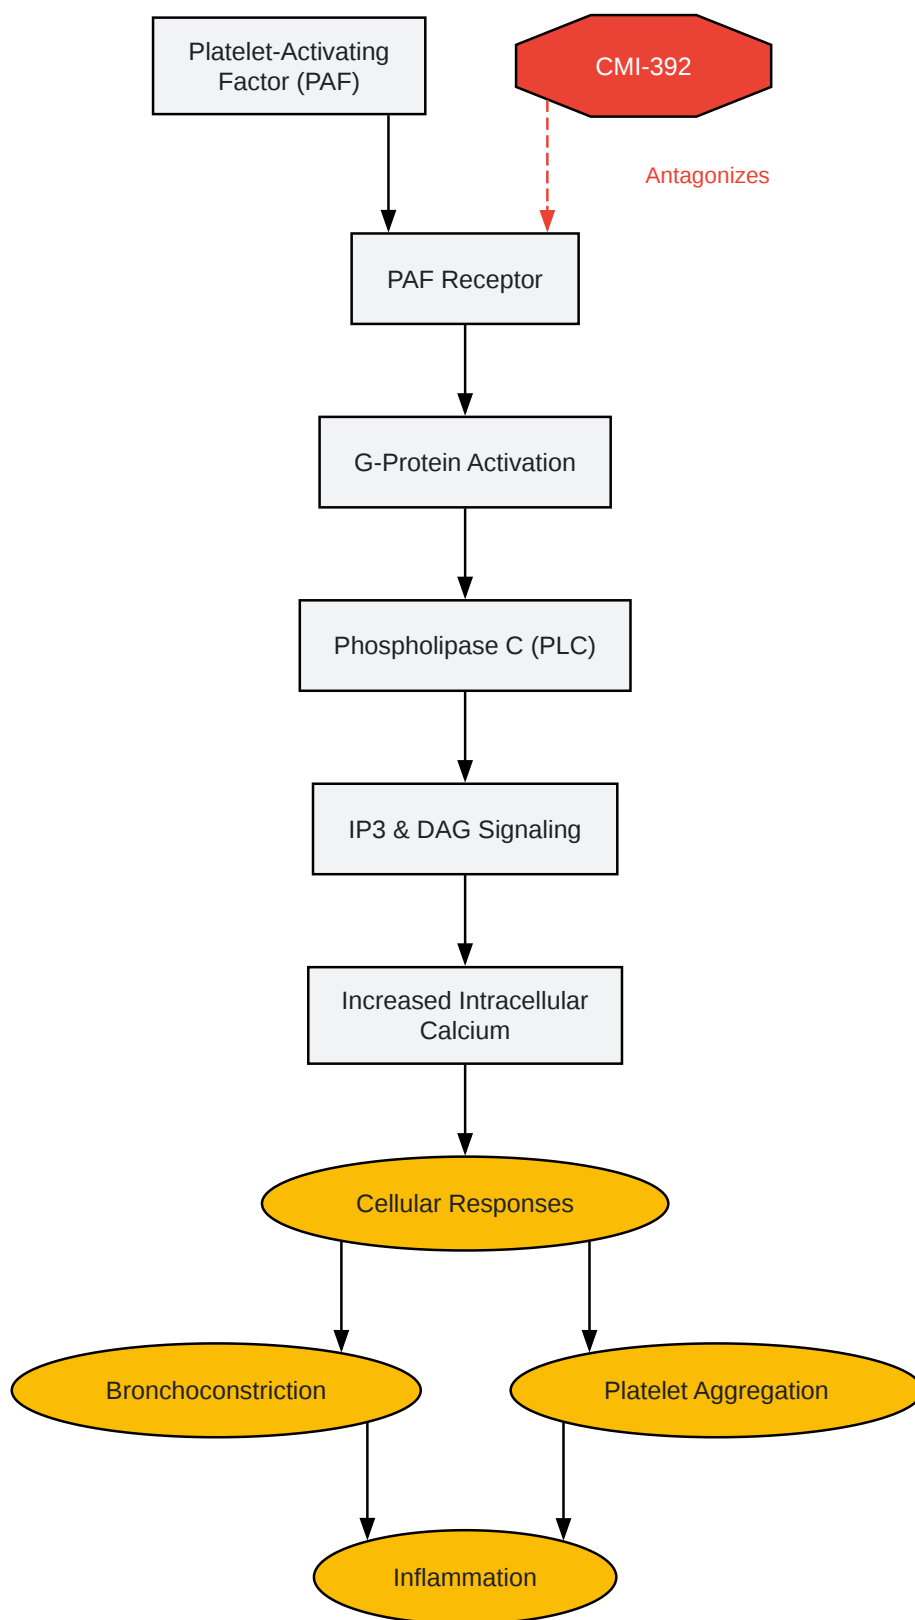 Platelet-Activating
Factor (PAF)
CMI-392
Antagonizes
PAF Receptor
G-Protein Activation
Phospholipase C (PLC)
IP3 & DAG Signaling
Increased Intracellular
Calcium
Cellular Responses
Bronchoconstriction
Platelet Aggregation
Inflammation